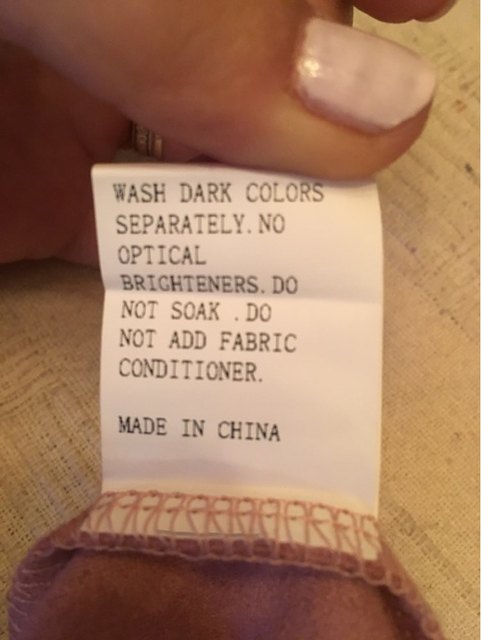 WASH DARK COLORS
SEPARATELY. NO
OPTICAL
BRIGHTENERS. DO
NOT SOAK . DO
NOT ADD FABRIC
CONDITIONER.
MADE IN CHINA